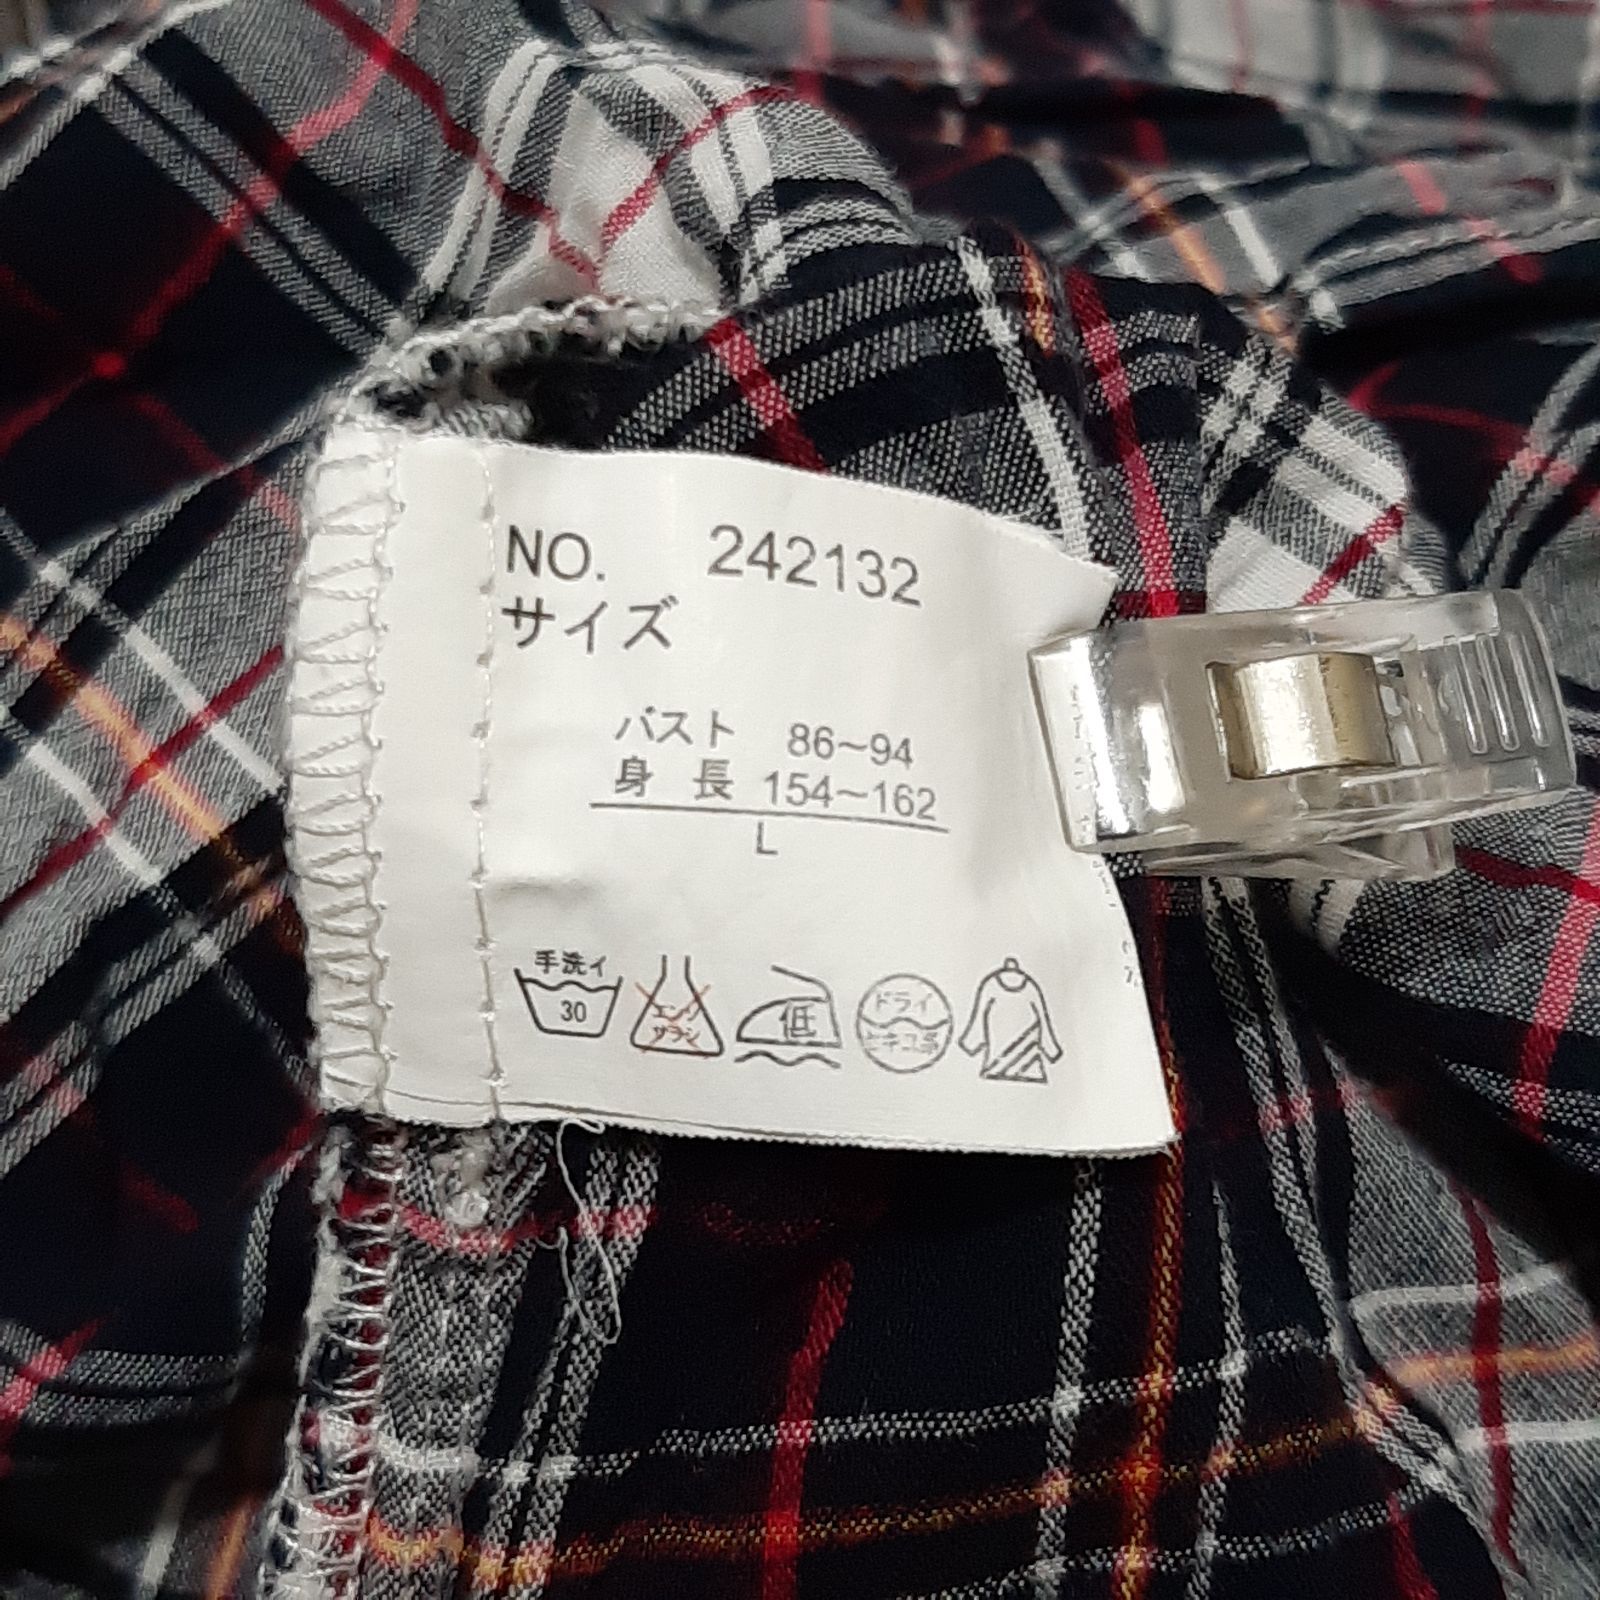 NO. 242132
サイズ
バスト 86~94
身長 154~162
L
手洗イ
30
エンソ
サラシ
低
ドライ
セキユ系